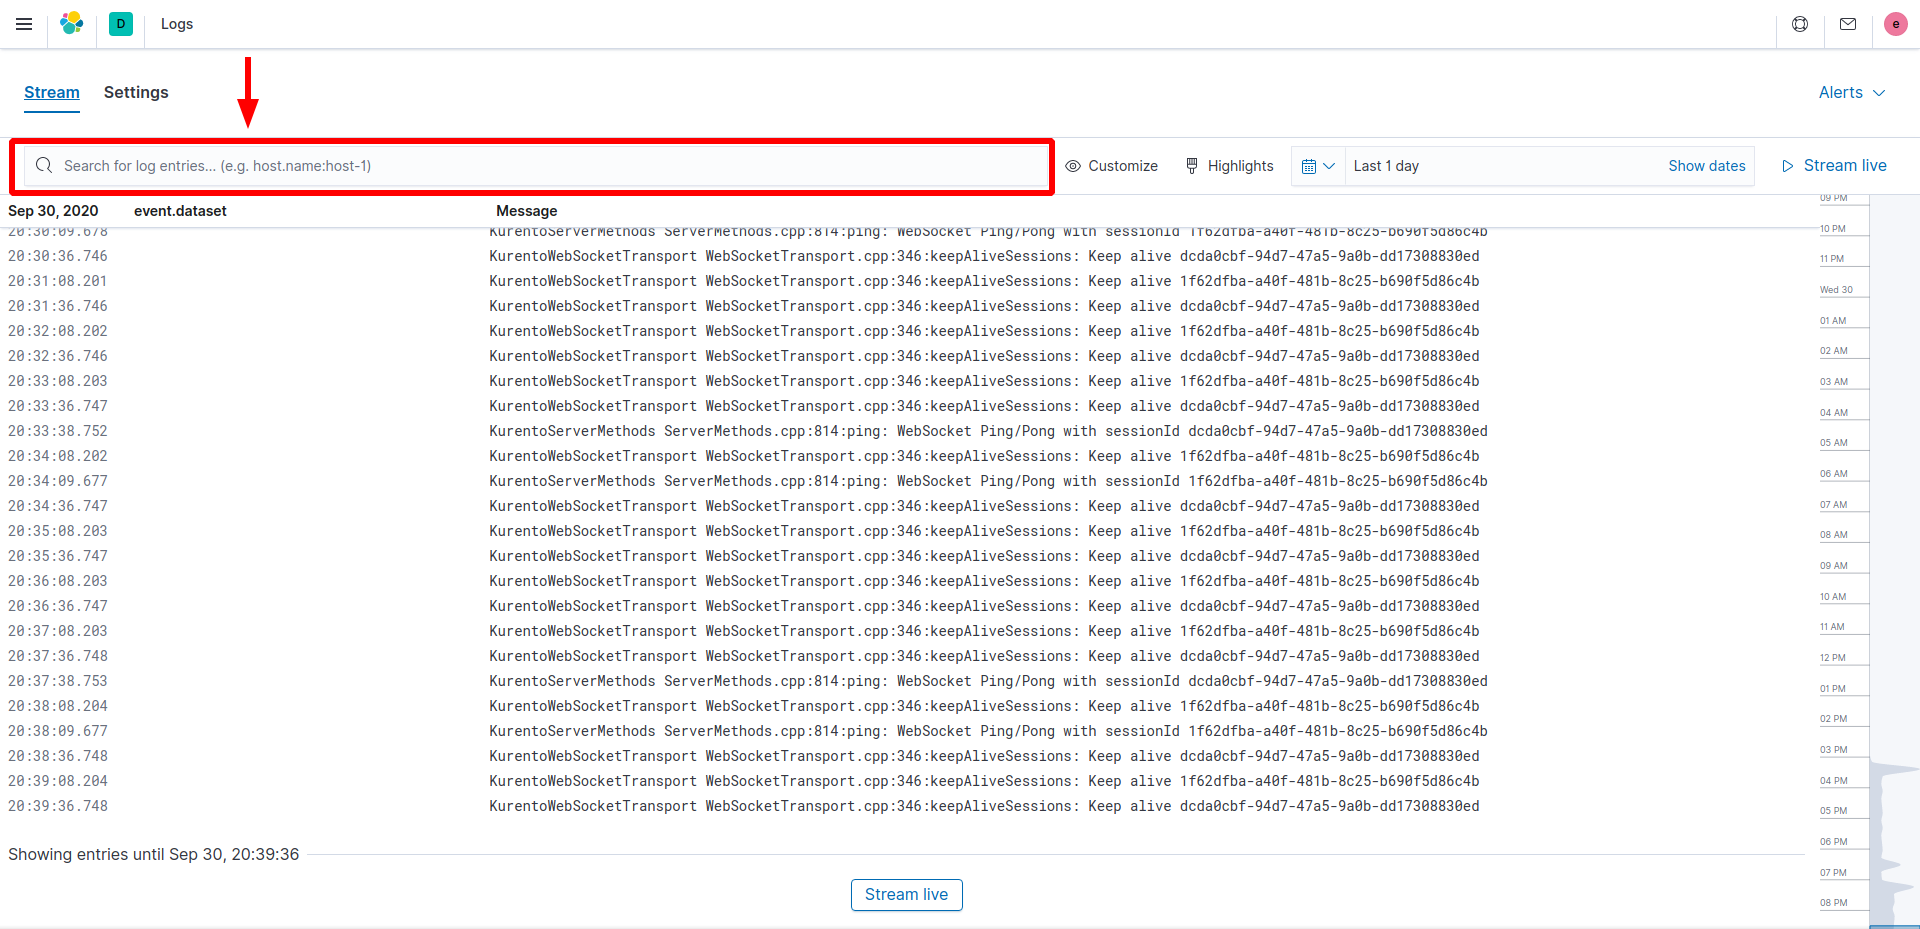 D Logs e
Stream Settings Alerts
Search for log entries... (e.g. host.name:host-1) Customize Highlights Last 1 day Show dates Stream live
Sep 30, 2020 event.dataset Message
20:30:09.678 KurentoServerMethods ServerMethods.cpp:814:ping: WebSocket Ping/Pong with sessionId 1f62dfba-a40f-481b-8c25-b690f5d86c4b
20:30:36.746 KurentoWebSocketTransport WebSocketTransport.cpp:346:keepAliveSessions: Keep alive dcda0cbf-94d7-47a5-9a0b-dd17308830ed
20:31:08.201 KurentoWebSocketTransport WebSocketTransport.cpp:346:keepAliveSessions: Keep alive 1f62dfba-a40f-481b-8c25-b690f5d86c4b
20:31:36.746 KurentoWebSocketTransport WebSocketTransport.cpp:346:keepAliveSessions: Keep alive dcda0cbf-94d7-47a5-9a0b-dd17308830ed
20:32:08.202 KurentoWebSocketTransport WebSocketTransport.cpp:346:keepAliveSessions: Keep alive 1f62dfba-a40f-481b-8c25-b690f5d86c4b
20:32:36.746 KurentoWebSocketTransport WebSocketTransport.cpp:346:keepAliveSessions: Keep alive dcda0cbf-94d7-47a5-9a0b-dd17308830ed
20:33:08.203 KurentoWebSocketTransport WebSocketTransport.cpp:346:keepAliveSessions: Keep alive 1f62dfba-a40f-481b-8c25-b690f5d86c4b
20:33:36.747 KurentoWebSocketTransport WebSocketTransport.cpp:346:keepAliveSessions: Keep alive dcda0cbf-94d7-47a5-9a0b-dd17308830ed
20:33:38.752 KurentoServerMethods ServerMethods.cpp:814:ping: WebSocket Ping/Pong with sessionId dcda0cbf-94d7-47a5-9a0b-dd17308830ed
20:34:08.202 KurentoWebSocketTransport WebSocketTransport.cpp:346:keepAliveSessions: Keep alive 1f62dfba-a40f-481b-8c25-b690f5d86c4b
20:34:09.677 KurentoServerMethods ServerMethods.cpp:814:ping: WebSocket Ping/Pong with sessionId 1f62dfba-a40f-481b-8c25-b690f5d86c4b
20:34:36.747 KurentoWebSocketTransport WebSocketTransport.cpp:346:keepAliveSessions: Keep alive dcda0cbf-94d7-47a5-9a0b-dd17308830ed
20:35:08.203 KurentoWebSocketTransport WebSocketTransport.cpp:346:keepAliveSessions: Keep alive 1f62dfba-a40f-481b-8c25-b690f5d86c4b
20:35:36.747 KurentoWebSocketTransport WebSocketTransport.cpp:346:keepAliveSessions: Keep alive dcda0cbf-94d7-47a5-9a0b-dd17308830ed
20:36:08.203 KurentoWebSocketTransport WebSocketTransport.cpp:346:keepAliveSessions: Keep alive 1f62dfba-a40f-481b-8c25-b690f5d86c4b
20:36:36.747 KurentoWebSocketTransport WebSocketTransport.cpp:346:keepAliveSessions: Keep alive dcda0cbf-94d7-47a5-9a0b-dd17308830ed
20:37:08.203 KurentoWebSocketTransport WebSocketTransport.cpp:346:keepAliveSessions: Keep alive 1f62dfba-a40f-481b-8c25-b690f5d86c4b
20:37:36.748 KurentoWebSocketTransport WebSocketTransport.cpp:346:keepAliveSessions: Keep alive dcda0cbf-94d7-47a5-9a0b-dd17308830ed
20:37:38.753 KurentoServerMethods ServerMethods.cpp:814:ping: WebSocket Ping/Pong with sessionId dcda0cbf-94d7-47a5-9a0b-dd17308830ed
20:38:08.204 KurentoWebSocketTransport WebSocketTransport.cpp:346:keepAliveSessions: Keep alive 1f62dfba-a40f-481b-8c25-b690f5d86c4b
20:38:09.677 KurentoServerMethods ServerMethods.cpp:814:ping: WebSocket Ping/Pong with sessionId 1f62dfba-a40f-481b-8c25-b690f5d86c4b
20:38:36.748 KurentoWebSocketTransport WebSocketTransport.cpp:346:keepAliveSessions: Keep alive dcda0cbf-94d7-47a5-9a0b-dd17308830ed
20:39:08.204 KurentoWebSocketTransport WebSocketTransport.cpp:346:keepAliveSessions: Keep alive 1f62dfba-a40f-481b-8c25-b690f5d86c4b
20:39:36.748 KurentoWebSocketTransport WebSocketTransport.cpp:346:keepAliveSessions: Keep alive dcda0cbf-94d7-47a5-9a0b-dd17308830ed
Showing entries until Sep 30, 20:39:36
Stream live
09 PM
10 PM
11 PM
Wed 30
01 AM
02 AM
03 AM
04 AM
05 AM
06 AM
07 AM
08 AM
09 AM
10 AM
11 AM
12 PM
01 PM
02 PM
03 PM
04 PM
05 PM
06 PM
07 PM
08 PM